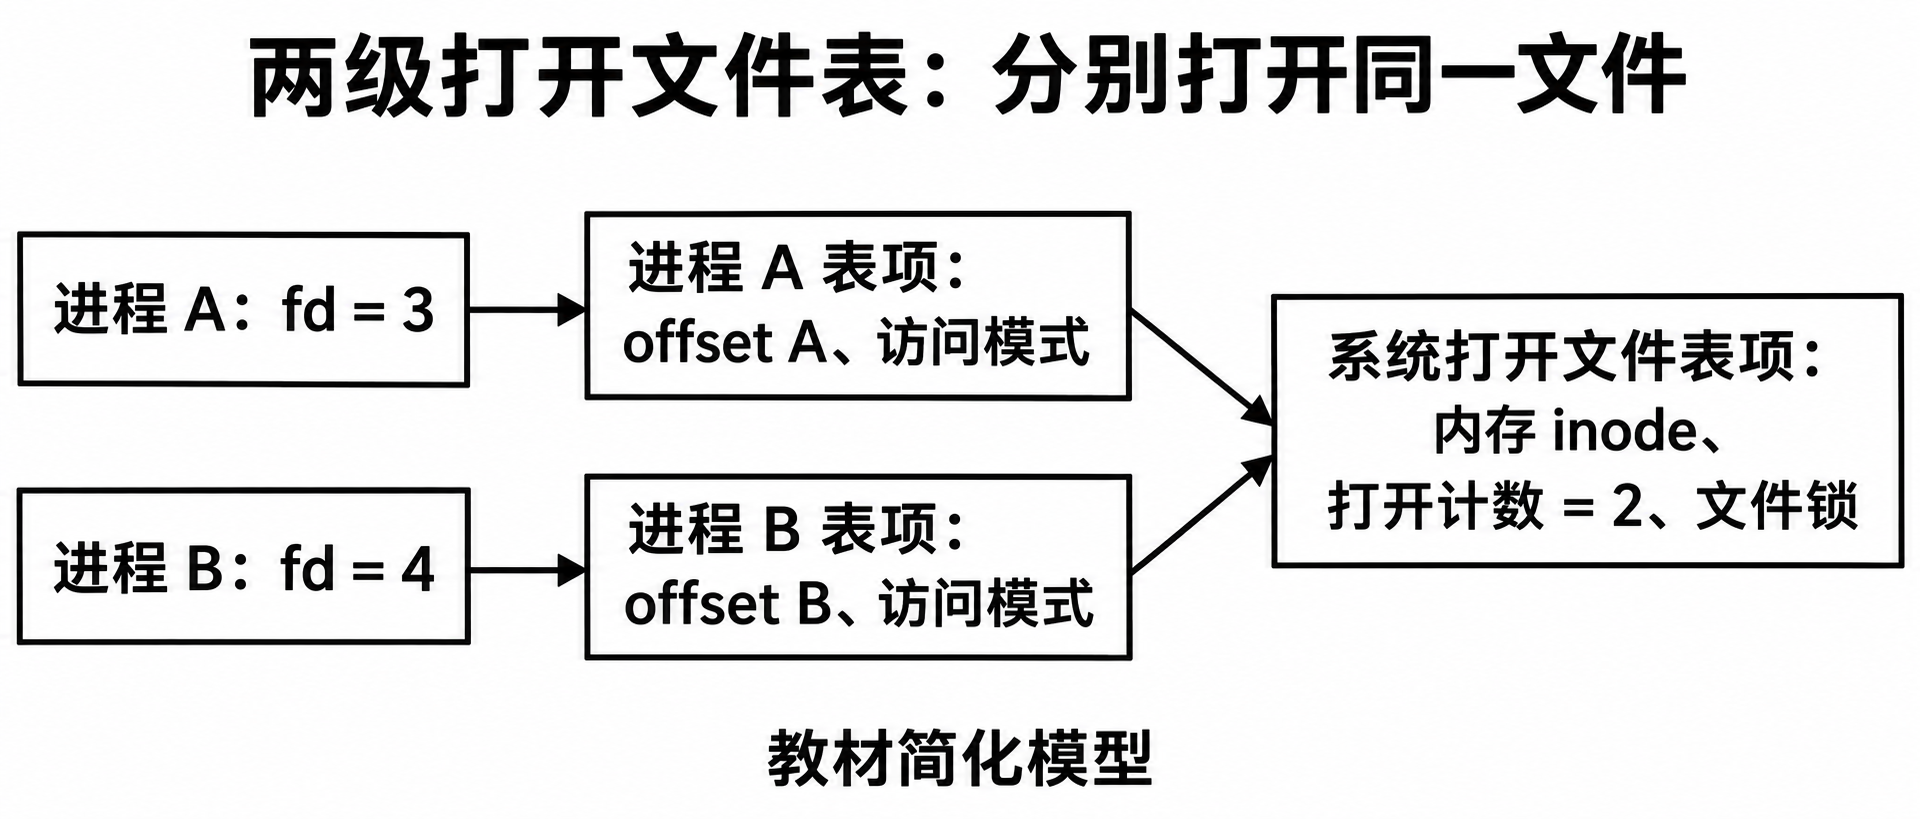 两级打开文件表：分别打开同一文件
进程 A：fd = 3
进程 A 表项：
offset A、访问模式
进程 B：fd = 4
进程 B 表项：
offset B、访问模式
系统打开文件表项：
内存 inode、
打开计数 = 2、文件锁
教材简化模型